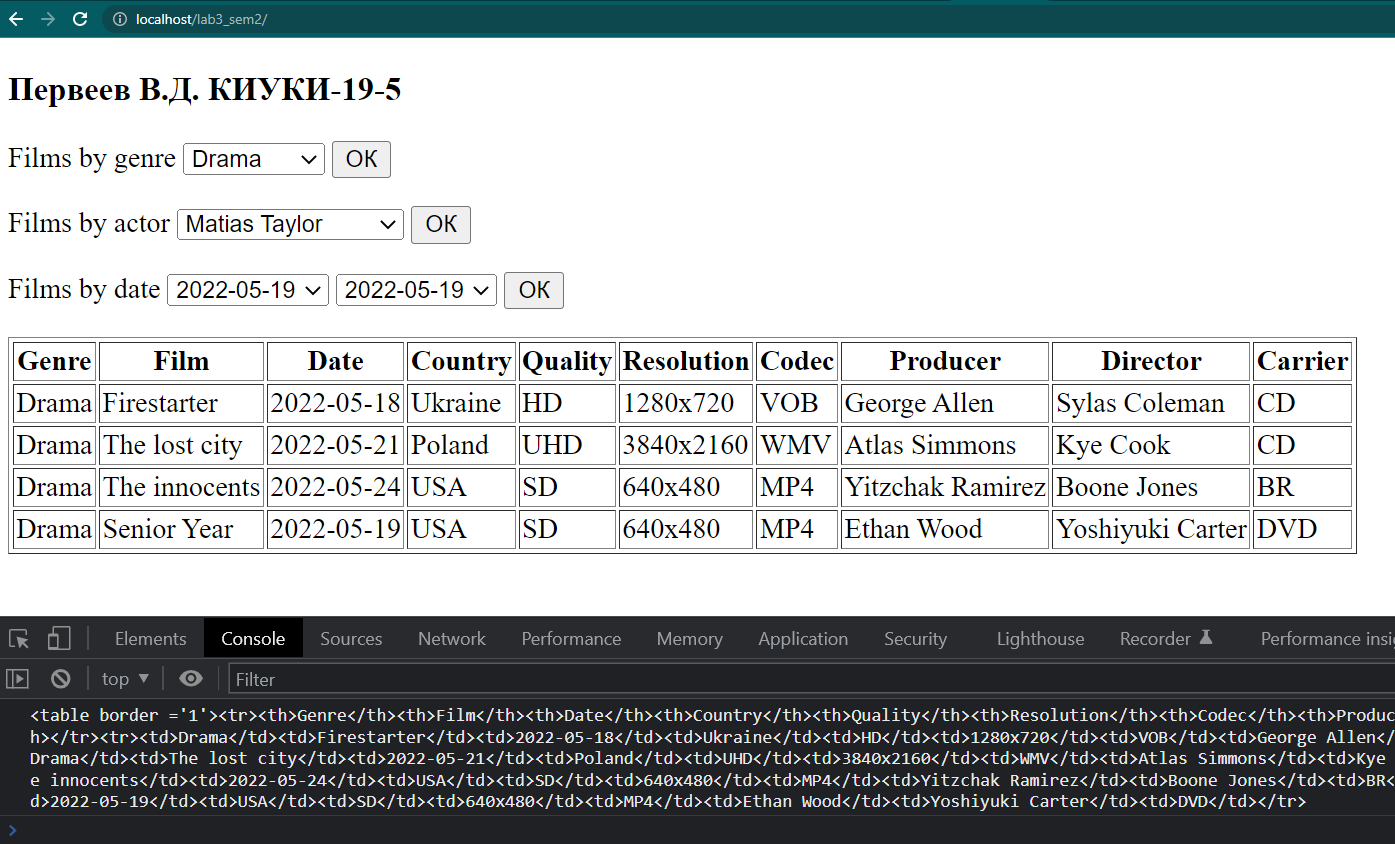 localhost/lab3_sem2/
Первеев В.Д. КИУКИ-19-5
Films by genre Drama OK
Films by actor Matias Taylor OK
Films by date 2022-05-19 2022-05-19 OK
Genre Film Date Country Quality Resolution Codec Producer Director Carrier
Drama Firestarter 2022-05-18 Ukraine HD 1280x720 VOB George Allen Sylas Coleman CD
Drama The lost city 2022-05-21 Poland UHD 3840x2160 WMV Atlas Simmons Kye Cook CD
Drama The innocents 2022-05-24 USA SD 640x480 MP4 Yitzchak Ramirez Boone Jones BR
Drama Senior Year 2022-05-19 USA SD 640x480 MP4 Ethan Wood Yoshiyuki Carter DVD
Elements Console Sources Network Performance Memory Application Security Lighthouse Recorder Performance insi
top Filter
<table border ='1'><tr><th>Genre</th><th>Film</th><th>Date</th><th>Country</th><th>Quality</th><th>Resolution</th><th>Codec</th><th>Produc
h></tr><tr><td>Drama</td><td>Firestarter</td><td>2022-05-18</td><td>Ukraine</td><td>HD</td><td>1280x720</td><td>VOB</td><td>George Allen</
Drama</td><td>The lost city</td><td>2022-05-21</td><td>Poland</td><td>UHD</td><td>3840x2160</td><td>WMV</td><td>Atlas Simmons</td><td>Kye
e innocents</td><td>2022-05-24</td><td>USA</td><td>SD</td><td>640x480</td><td>MP4</td><td>Yitzchak Ramirez</td><td>Boone Jones</td><td>BR<
d>2022-05-19</td><td>USA</td><td>SD</td><td>640x480</td><td>MP4</td><td>Ethan Wood</td><td>Yoshiyuki Carter</td><td>DVD</td></tr>